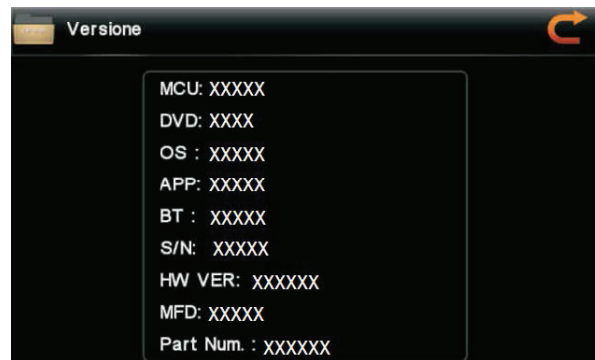 Versione
MCU: XXXXX
DVD: XXXX
OS : XXXXX
APP: XXXXX
BT : XXXXX
S/N: XXXXX
HW VER: XXXXXX
MFD: XXXXX
Part Num. : XXXXXX